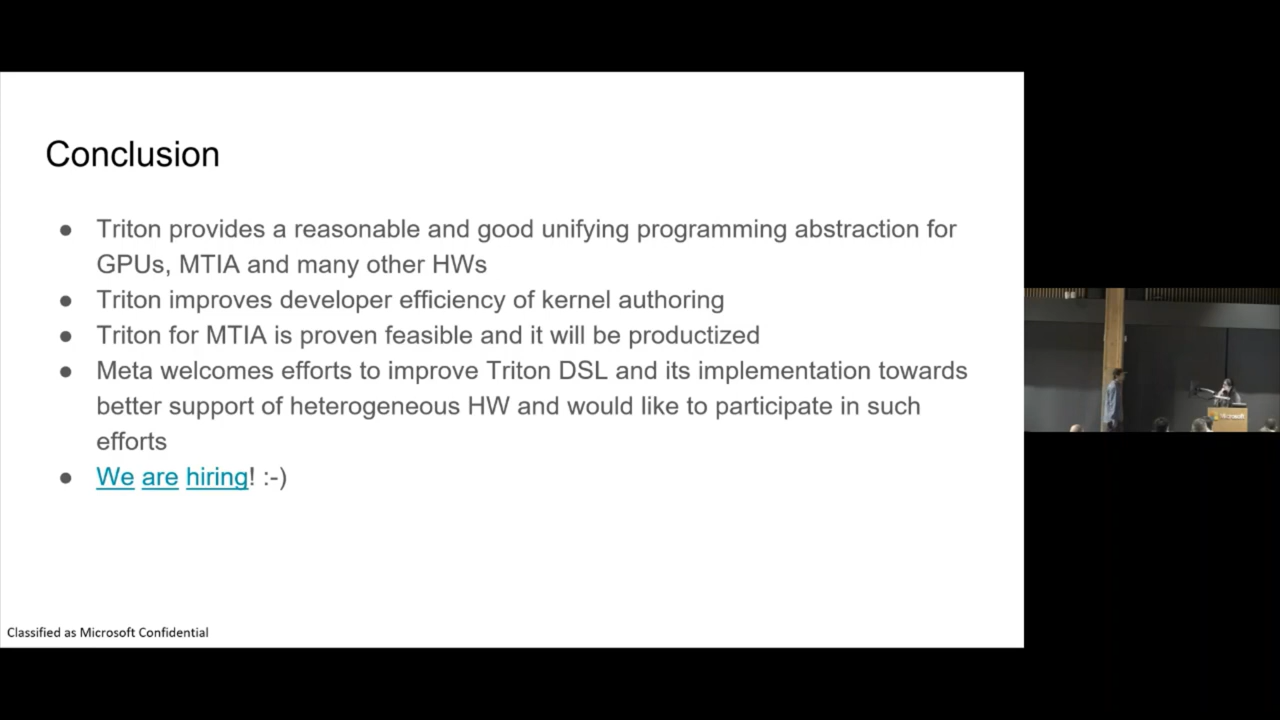 Conclusion
● Triton provides a reasonable and good unifying programming abstraction for
GPUs, MTIA and many other HWs
● Triton improves developer efficiency of kernel authoring
● Triton for MTIA is proven feasible and it will be productized
● Meta welcomes efforts to improve Triton DSL and its implementation towards
better support of heterogeneous HW and would like to participate in such
efforts
● We are hiring! :-)
Classified as Microsoft Confidential
Microsoft